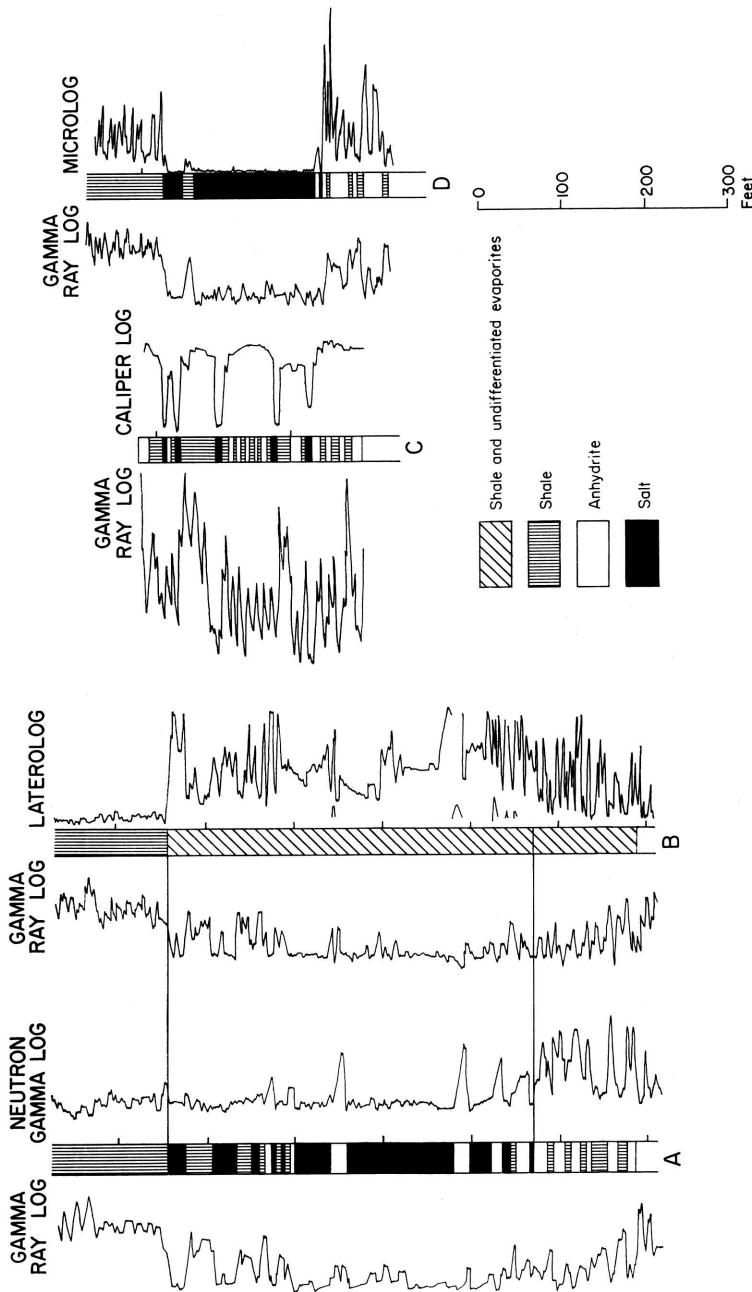 GAMMA
RAY LOG
A
NEUTRON
GAMMA LOG
GAMMA
RAY LOG
B
LATEROLOG
GAMMA
RAY LOG
C
CALIPER LOG
GAMMA
RAY LOG
D
MICROLOG
Shale and undifferentiated evaporites
Shale
Anhydrite
Salt
0
100
200
300
Feet